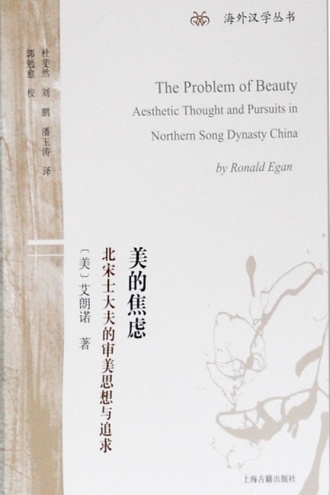 海外汉学丛书
The Problem of Beauty
Aesthetic Thought and Pursuits in
Northern Song Dynasty China
by Ronald Egan
美的焦虑
北宋士大夫的审美思想与追求
〔美〕艾朗诺 著
杜斐然 刘鹏 潘玉涛 译
郭勉愈 校
上海古籍出版社